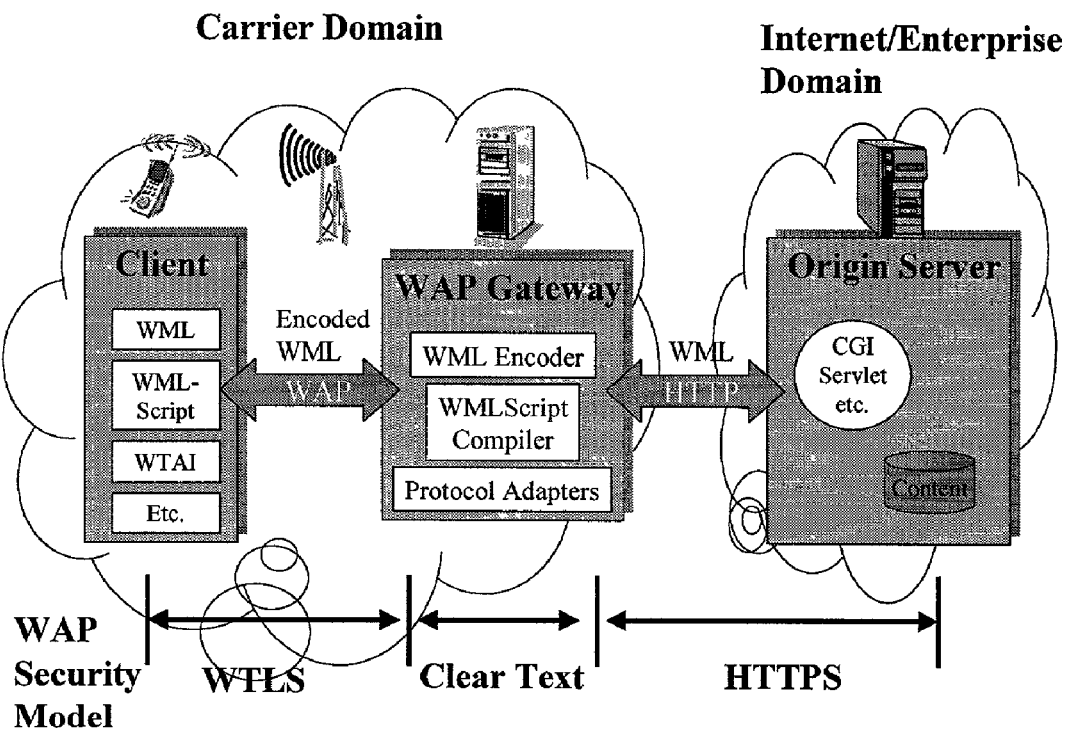 Carrier Domain
Internet/Enterprise
Domain
Client
WML
WML-
Script
WTAI
Etc.
Encoded
WML
WAP
WAP Gateway
WML Encoder
WMLScript
Compiler
Protocol Adapters
WML
HTTP
Origin Server
CGI
Servlet
etc.
Content
WAP
Security
Model
WTLS
Clear Text
HTTPS